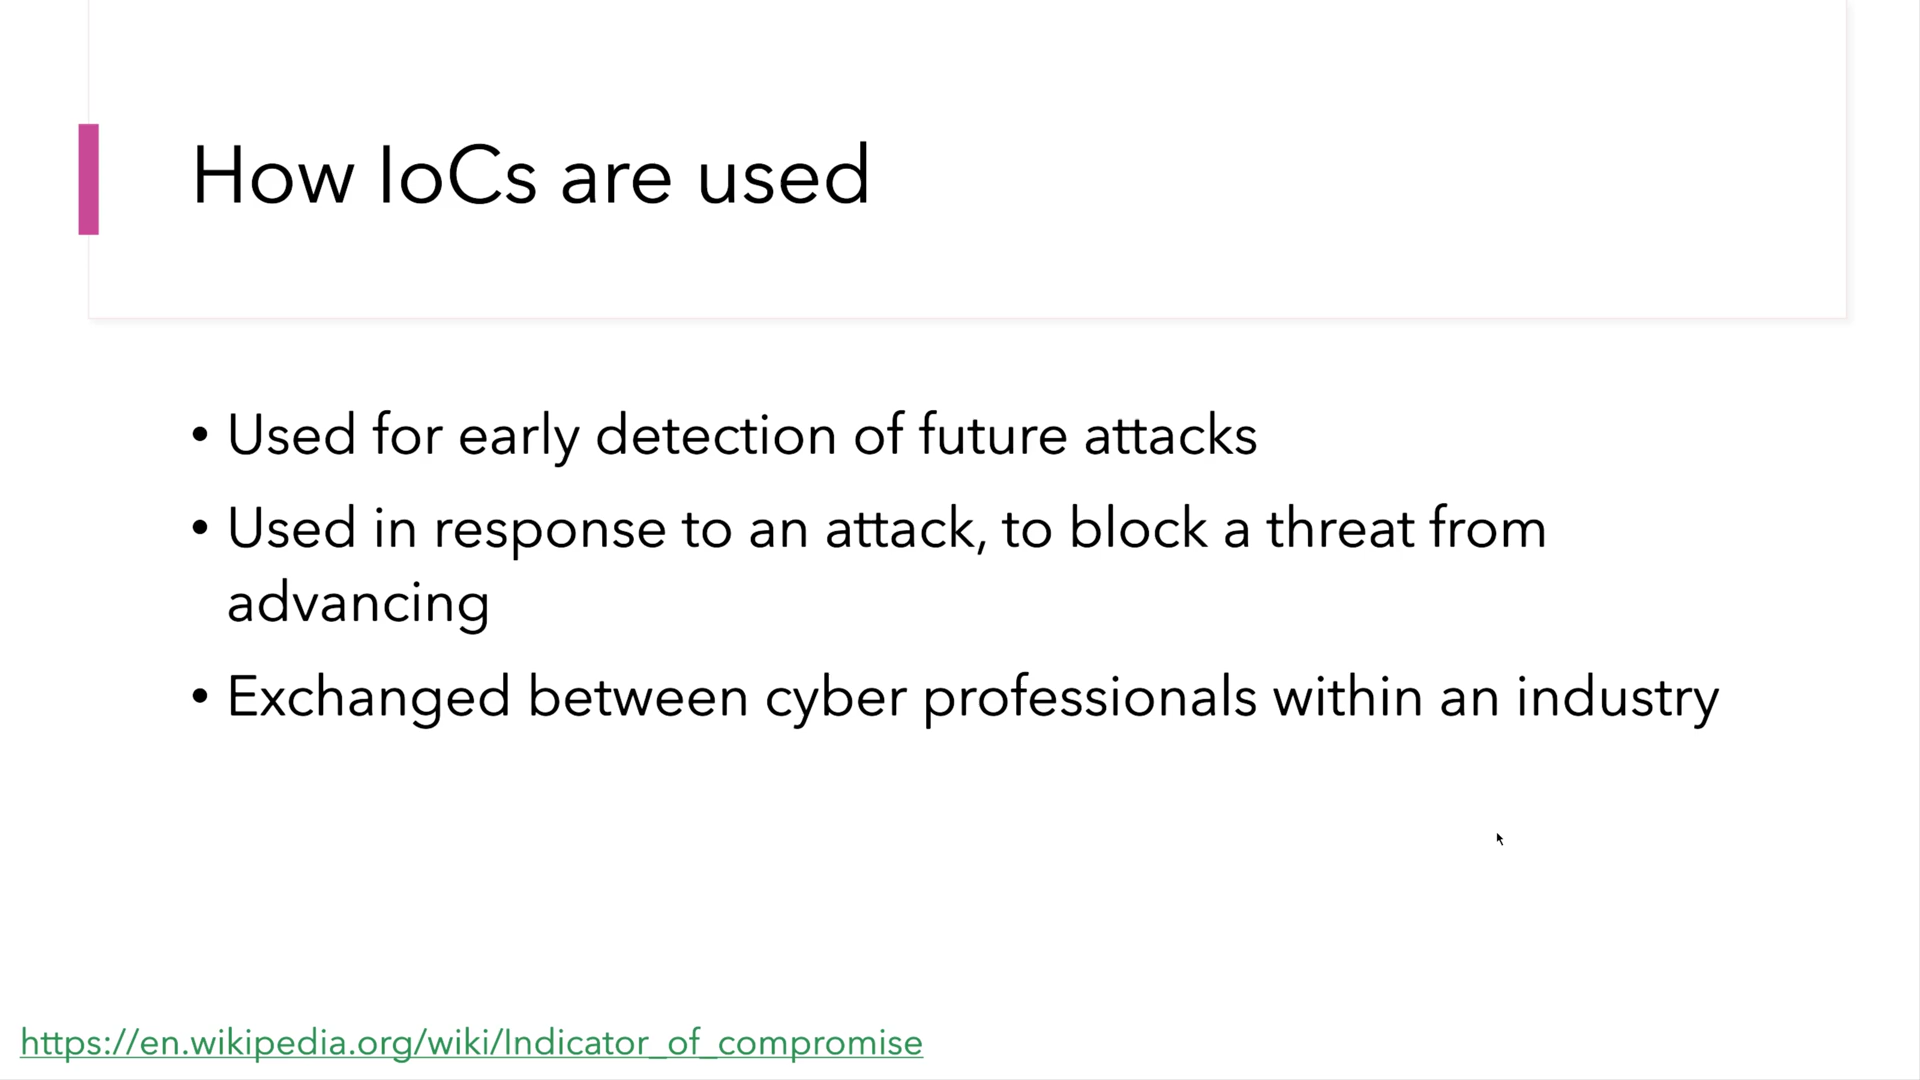 How IoCs are used
• Used for early detection of future attacks
• Used in response to an attack, to block a threat from
advancing
• Exchanged between cyber professionals within an industry
https://en.wikipedia.org/wiki/Indicator_of_compromise